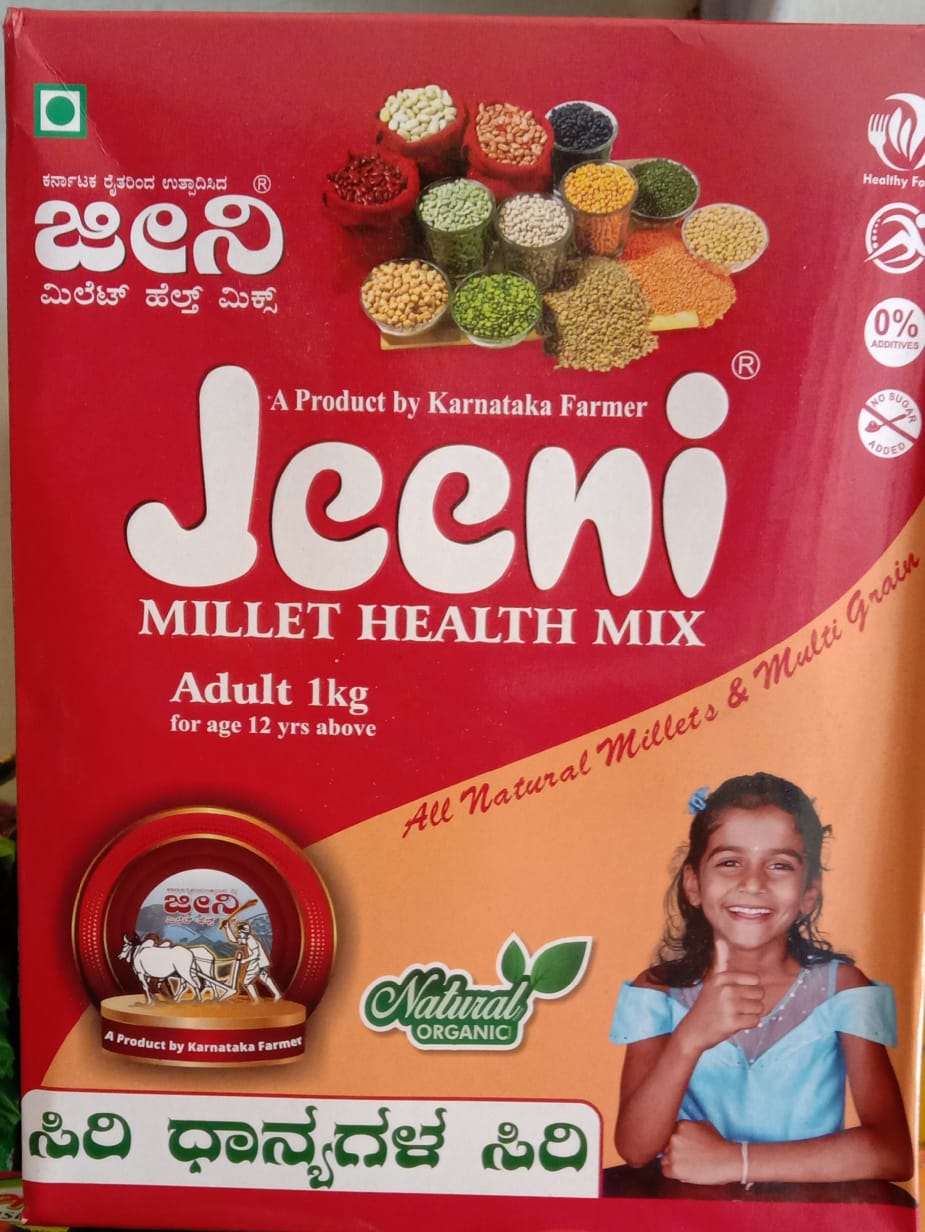 ಕರ್ನಾಟಕ ರೈತರಿಂದ ಉತ್ಪಾದಿಸಿದ ®
ಜೀನಿ
ಮಿಲೆಟ್ ಹೆಲ್ತ್ ಮಿಕ್ಸ್
Healthy
0%
ADDITIVES
NO SUGAR
ADDED
®
A Product by Karnataka Farmer
Jeeni
MILLET HEALTH MIX
Adult 1kg
for age 12 yrs above
All Natural Millets & Multi Grain
ಜೀನಿ
A Product by Karnataka Farmer
Natural
ORGANIC
ಸಿರಿ ಧಾನ್ಯಗಳ ಸಿರಿ